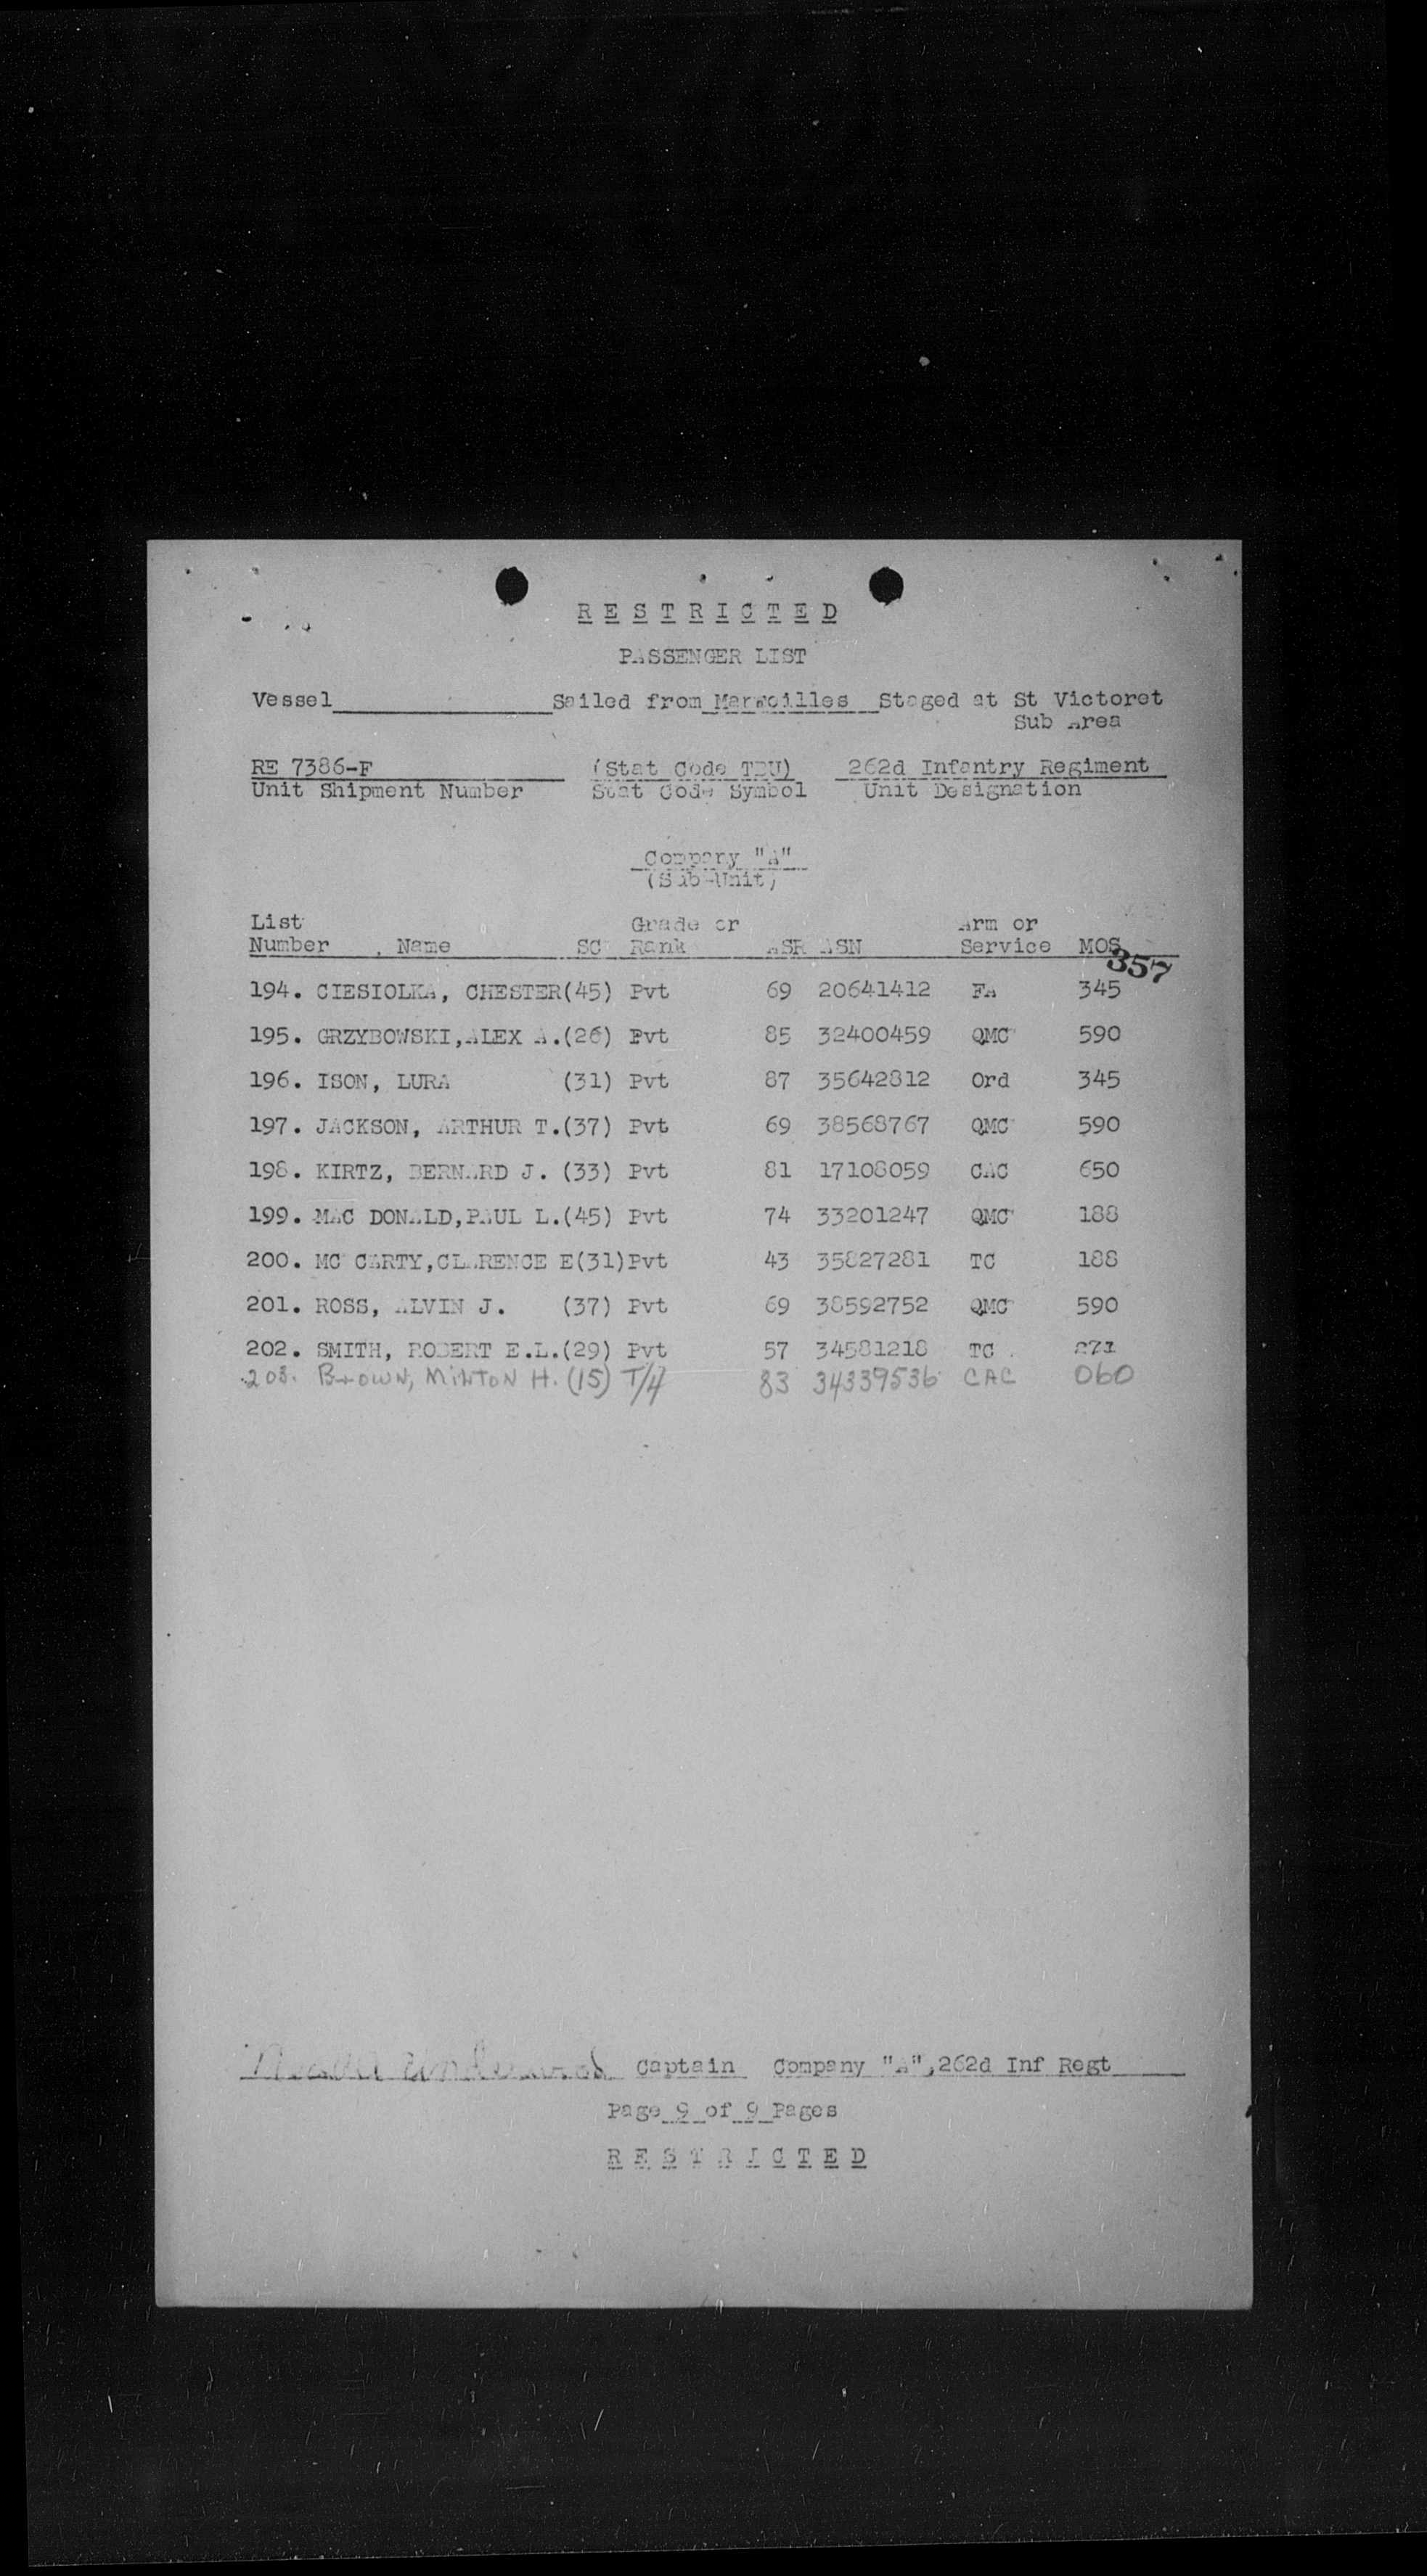 RESTRICTED
PASSENGER LIST
Vessel Sailed from Marseilles Staged at St Victoret
Sub Area
RE 7386-F (Stat Code TBU) 262d Infantry Regiment
Unit Shipment Number Stat Code Symbol Unit Designation
Company "A"
(Sub-Unit)
List Grade or Arm or
Number Name SC Rank ASR ASN Service MOS
357
194. CIESIOLKA, CHESTER(45) Pvt 69 20641412 FA 345
195. GRZYBOWSKI,ALEX A.(26) Pvt 85 32400459 QMC 590
196. ISON, LURA (31) Pvt 87 35642812 Ord 345
197. JACKSON, ARTHUR T.(37) Pvt 69 38568767 QMC 590
198. KIRTZ, BERNARD J. (33) Pvt 81 17108059 CAC 650
199. MAC DONALD,PAUL L.(45) Pvt 74 33201247 QMC 188
200. MC CARTY,CLARENCE E(31)Pvt 43 35827281 TC 188
201. ROSS, ALVIN J. (37) Pvt 69 38592752 QMC 590
202. SMITH, ROBERT E.L.(29) Pvt 57 34581218 TC
203. Brown, Minton H. (15) T/4 83 34339536 CAC 060
Captain Company "A",262d Inf Regt
Page 9 of 9 Pages
RESTRICTED